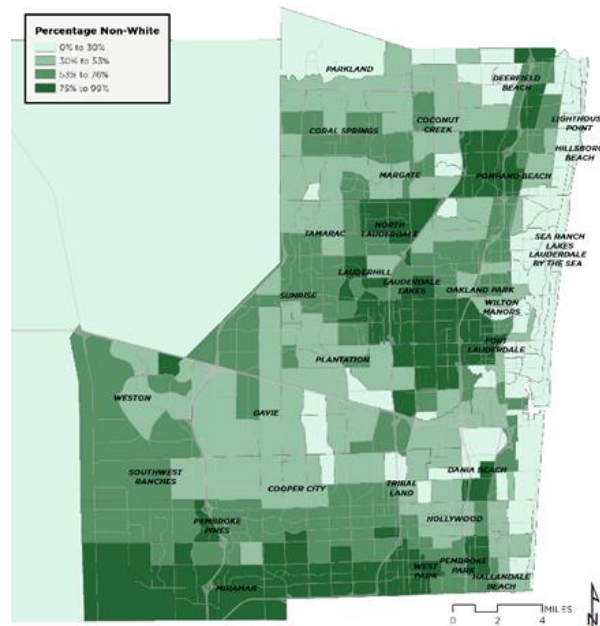 Percentage Non-White
0% to 30%
30% to 53%
53% to 76%
76% to 99%
PARKLAND
DEERFIELD
BEACH
COCONUT
CREEK
LIGHTHOUS
POINT
CORAL SPRINGS
HILLSBORO
BEACH
MARGATE
POMPANO BEACH
NORTH
LAUDERDALE
TAMARAC
SEA RANCH
LAKES
LAUDERDALE
BY THE SEA
LAUDERHILL
LAUDERDALE
LAKES
OAKLAND PARK
SUNRISE
WILTON
MANORS
FORT
LAUDERDALE
PLANTATION
WESTON
DAVIE
SOUTHWEST
RANCHES
DANIA BEACH
COOPER CITY
TRIBAL
LAND
PEMBROKE
PINES
HOLLYWOOD
WEST
PARK
PEMBROKE
PARK
MIRAMAR
HALLANDALE
BEACH
MILES
0 2 4
N